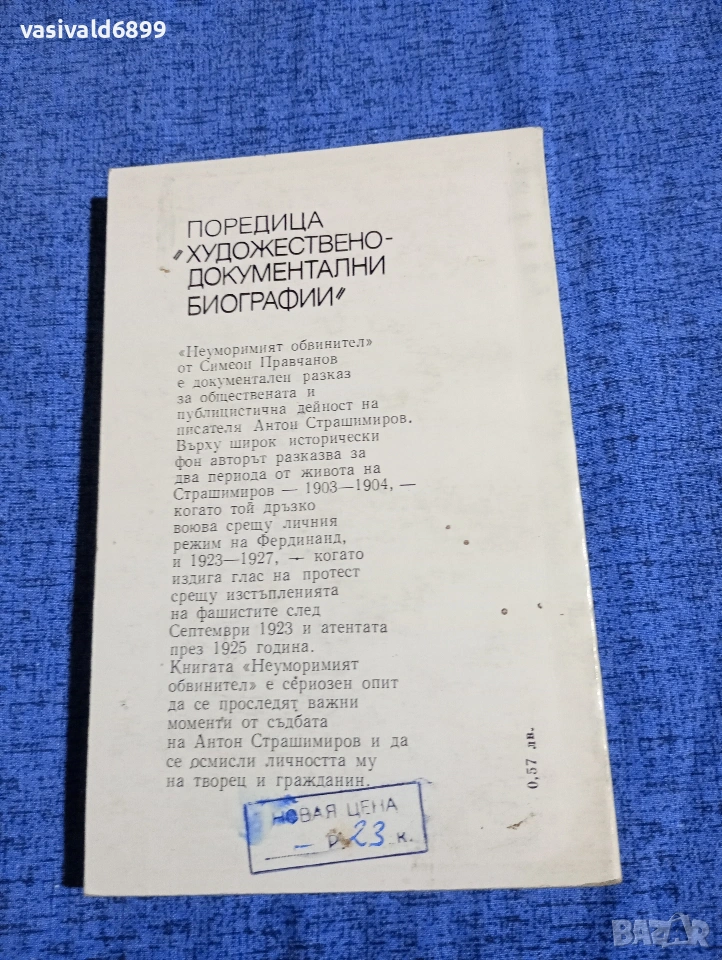 vasivald6899
ПОРЕДИЦА
"ХУДОЖЕСТВЕНО-
ДОКУМЕНТАЛНИ
БИОГРАФИИ"
«Неуморимият обвинител»
от Симеон Правчанов
е документален разказ
за обществената и
публицистична дейност на
писателя Антон Страшимиров.
Върху широк исторически
фон авторът разказва за
два периода от живота на
Страшимиров — 1903—1904, —
когато той дръзко
воюва срещу личния
режим на Фердинанд,
и 1923—1927, — когато
издига глас на протест
срещу изстъпленията
на фашистите след
Септември 1923 и атентата
през 1925 година.
Книгата «Неуморимият
обвинител» е сериозен опит
да се проследят важни
моменти от съдбата
на Антон Страшимиров и да
се осмисли личността му
на творец и гражданин.
0,57 лв.
НОВАЯ ЦЕНА
— р. 23 к.
BAZAR